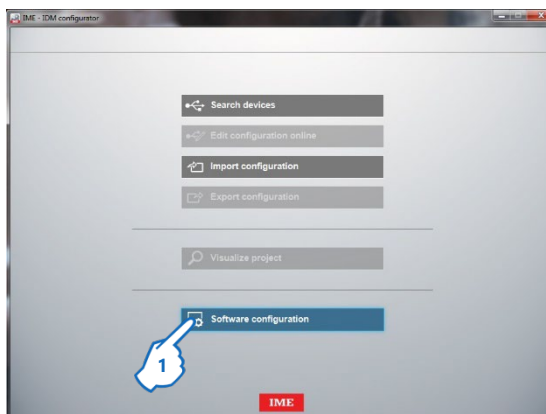 IME - IDM configurator
Search devices
Edit configuration online
Import configuration
Export configuration
Visualize project
Software configuration
1
IME